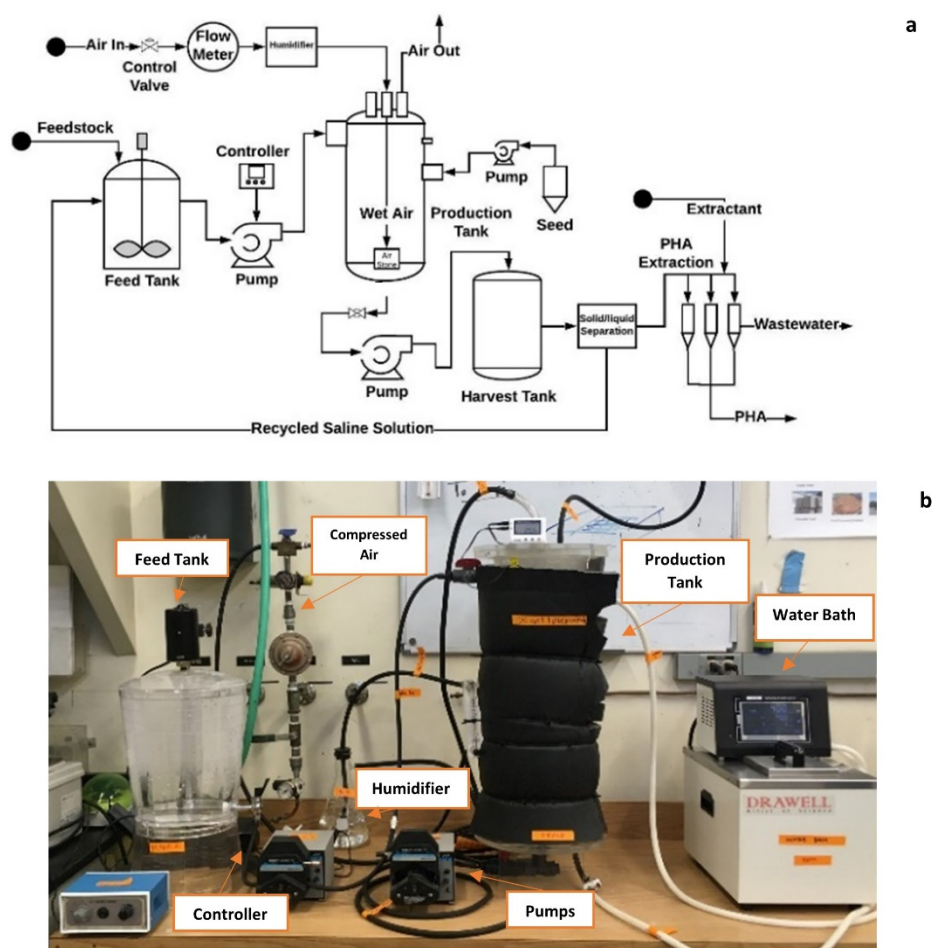 a
Air In
Control
Valve
Flow
Meter
Humidifier
Air Out
Feedstock
Controller
Pump
Seed
Wet Air
Production
Tank
Air
Stone
Feed Tank
Pump
Extractant
PHA
Extraction
Solid/liquid
Separation
Wastewater
Pump
Harvest Tank
PHA
Recycled Saline Solution
b
Feed Tank
Compressed
Air
Production
Tank
Water Bath
Humidifier
DRAWELL
Controller
Pumps